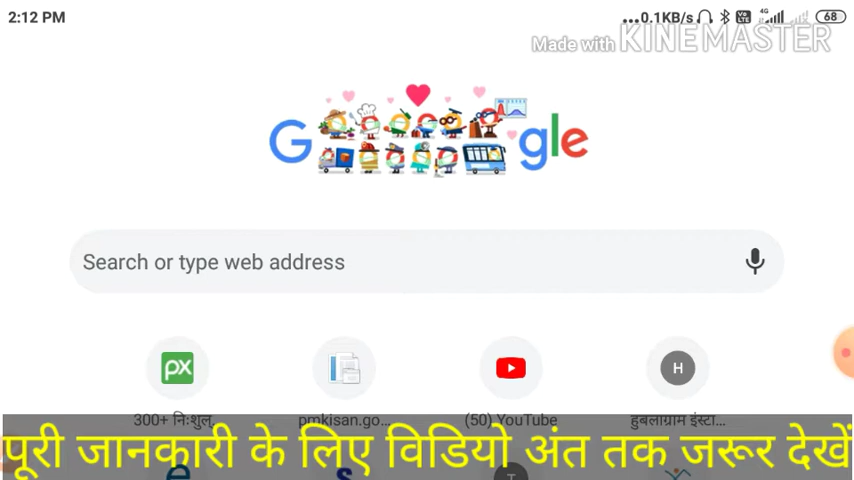 2:12 PM
...0.1KB/s
4G
68
Made with KINEMASTER
Google
Search or type web address
px
H
300+ निःशुल्...
pmkisan.go...
(50) YouTube
हुबलाग्राम इंस्टा...
पूरी जानकारी के लिए विडियो अंत तक जरूर देखें
e
s
T